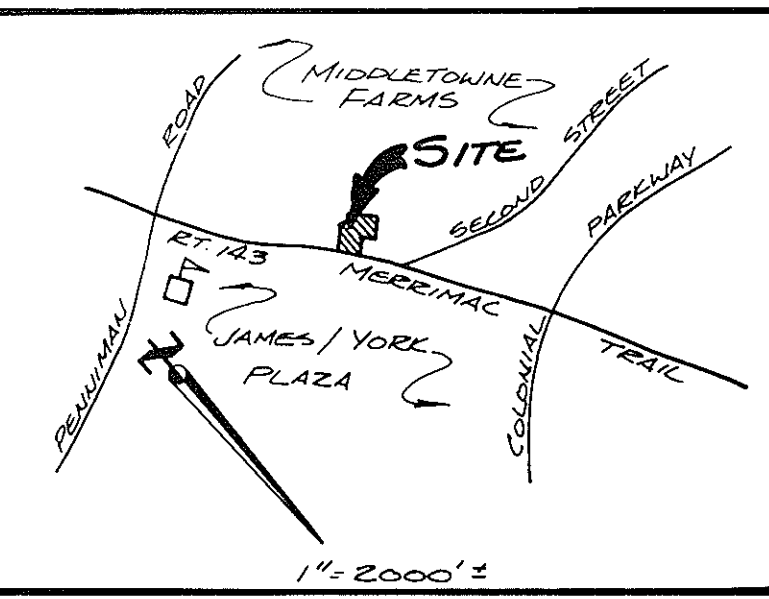 MIDDLETOWNE
FARMS
ROAD
STREET
SITE
SECOND
PARKWAY
RT. 143
MERRIMAC
TRAIL
JAMES / YORK
PLAZA
PENNIMAN
COLONIAL
N
1"= 2000' ±